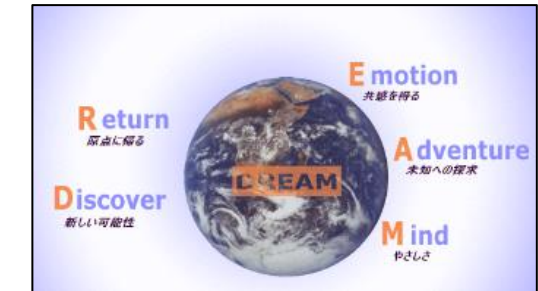 Emotion
共感を得る
Return
原点に帰る
Adventure
未知への探求
DREAM
Discover
新しい可能性
Mind
やさしさ